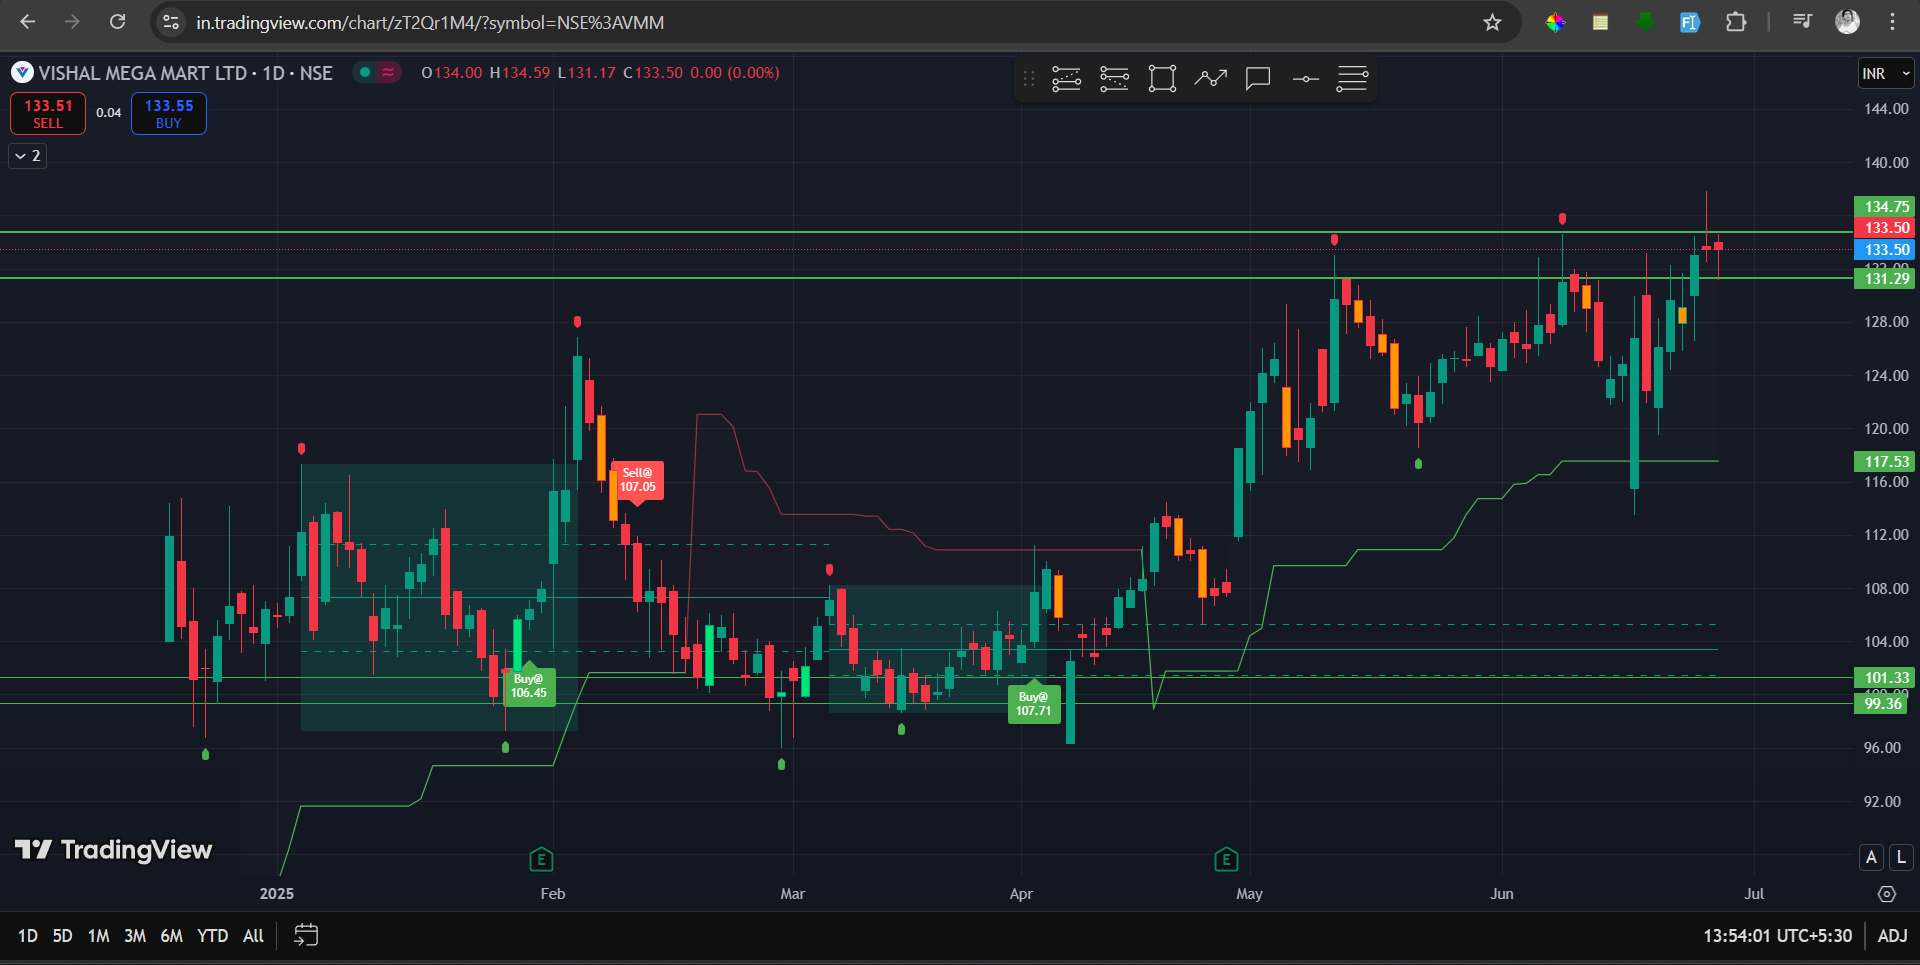 in.tradingview.com/chart/zT2Qr1M4/?symbol=NSE%3AVMM
VISHAL MEGA MART LTD · 1D · NSE
O134.00 H134.59 L131.17 C133.50 0.00 (0.00%)
INR
133.51
SELL
0.04
133.55
BUY
2
144.00
140.00
134.75
133.50
133.50
131.29
128.00
124.00
120.00
117.53
116.00
112.00
108.00
104.00
101.33
99.36
96.00
92.00
Sell@
107.05
Buy@
106.45
Buy@
107.71
TradingView
E
E
A
L
2025
Feb
Mar
Apr
May
Jun
Jul
1D 5D 1M 3M 6M YTD All
13:54:01 UTC+5:30
ADJ